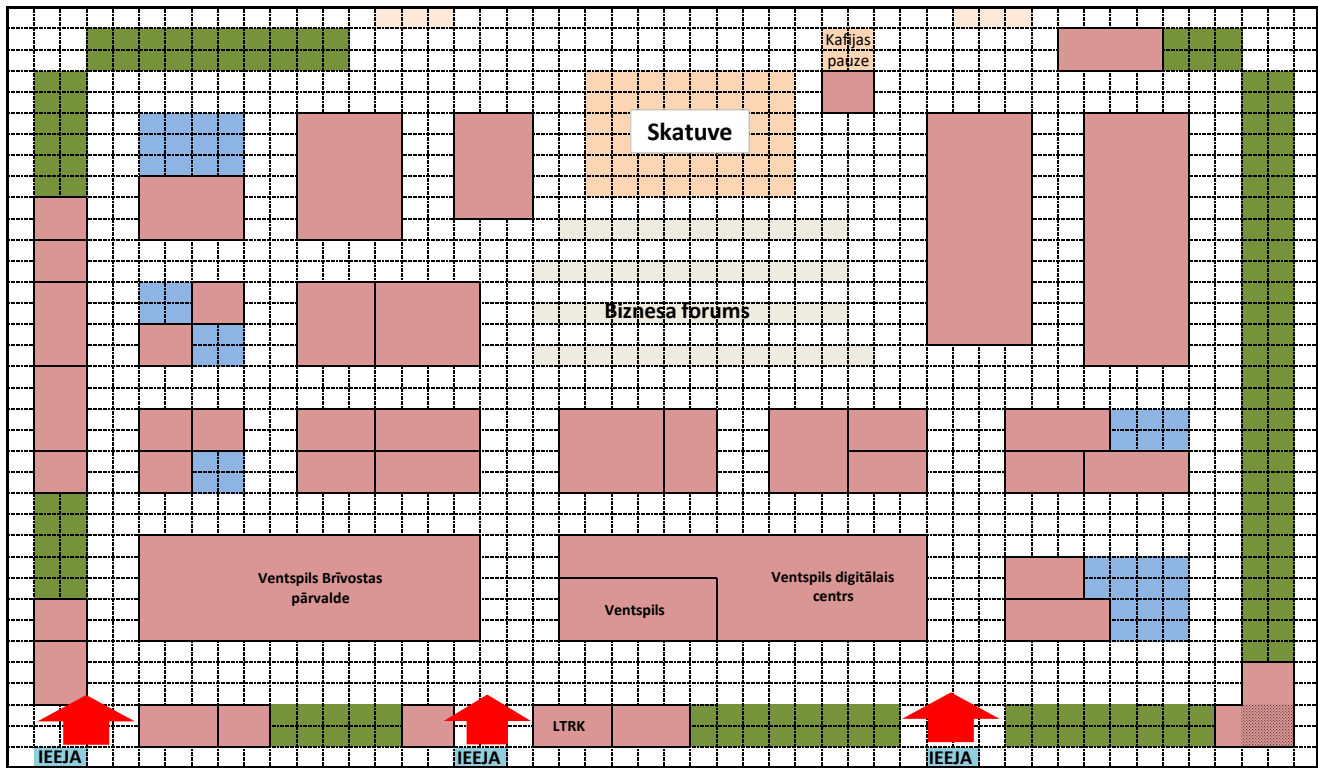 Kafijas
pauze
Skatuve
Biznesa forums
Ventspils Brīvostas
pārvalde
Ventspils digitālais
centrs
Ventspils
LTRK
IEEJA
IEEJA
IEEJA